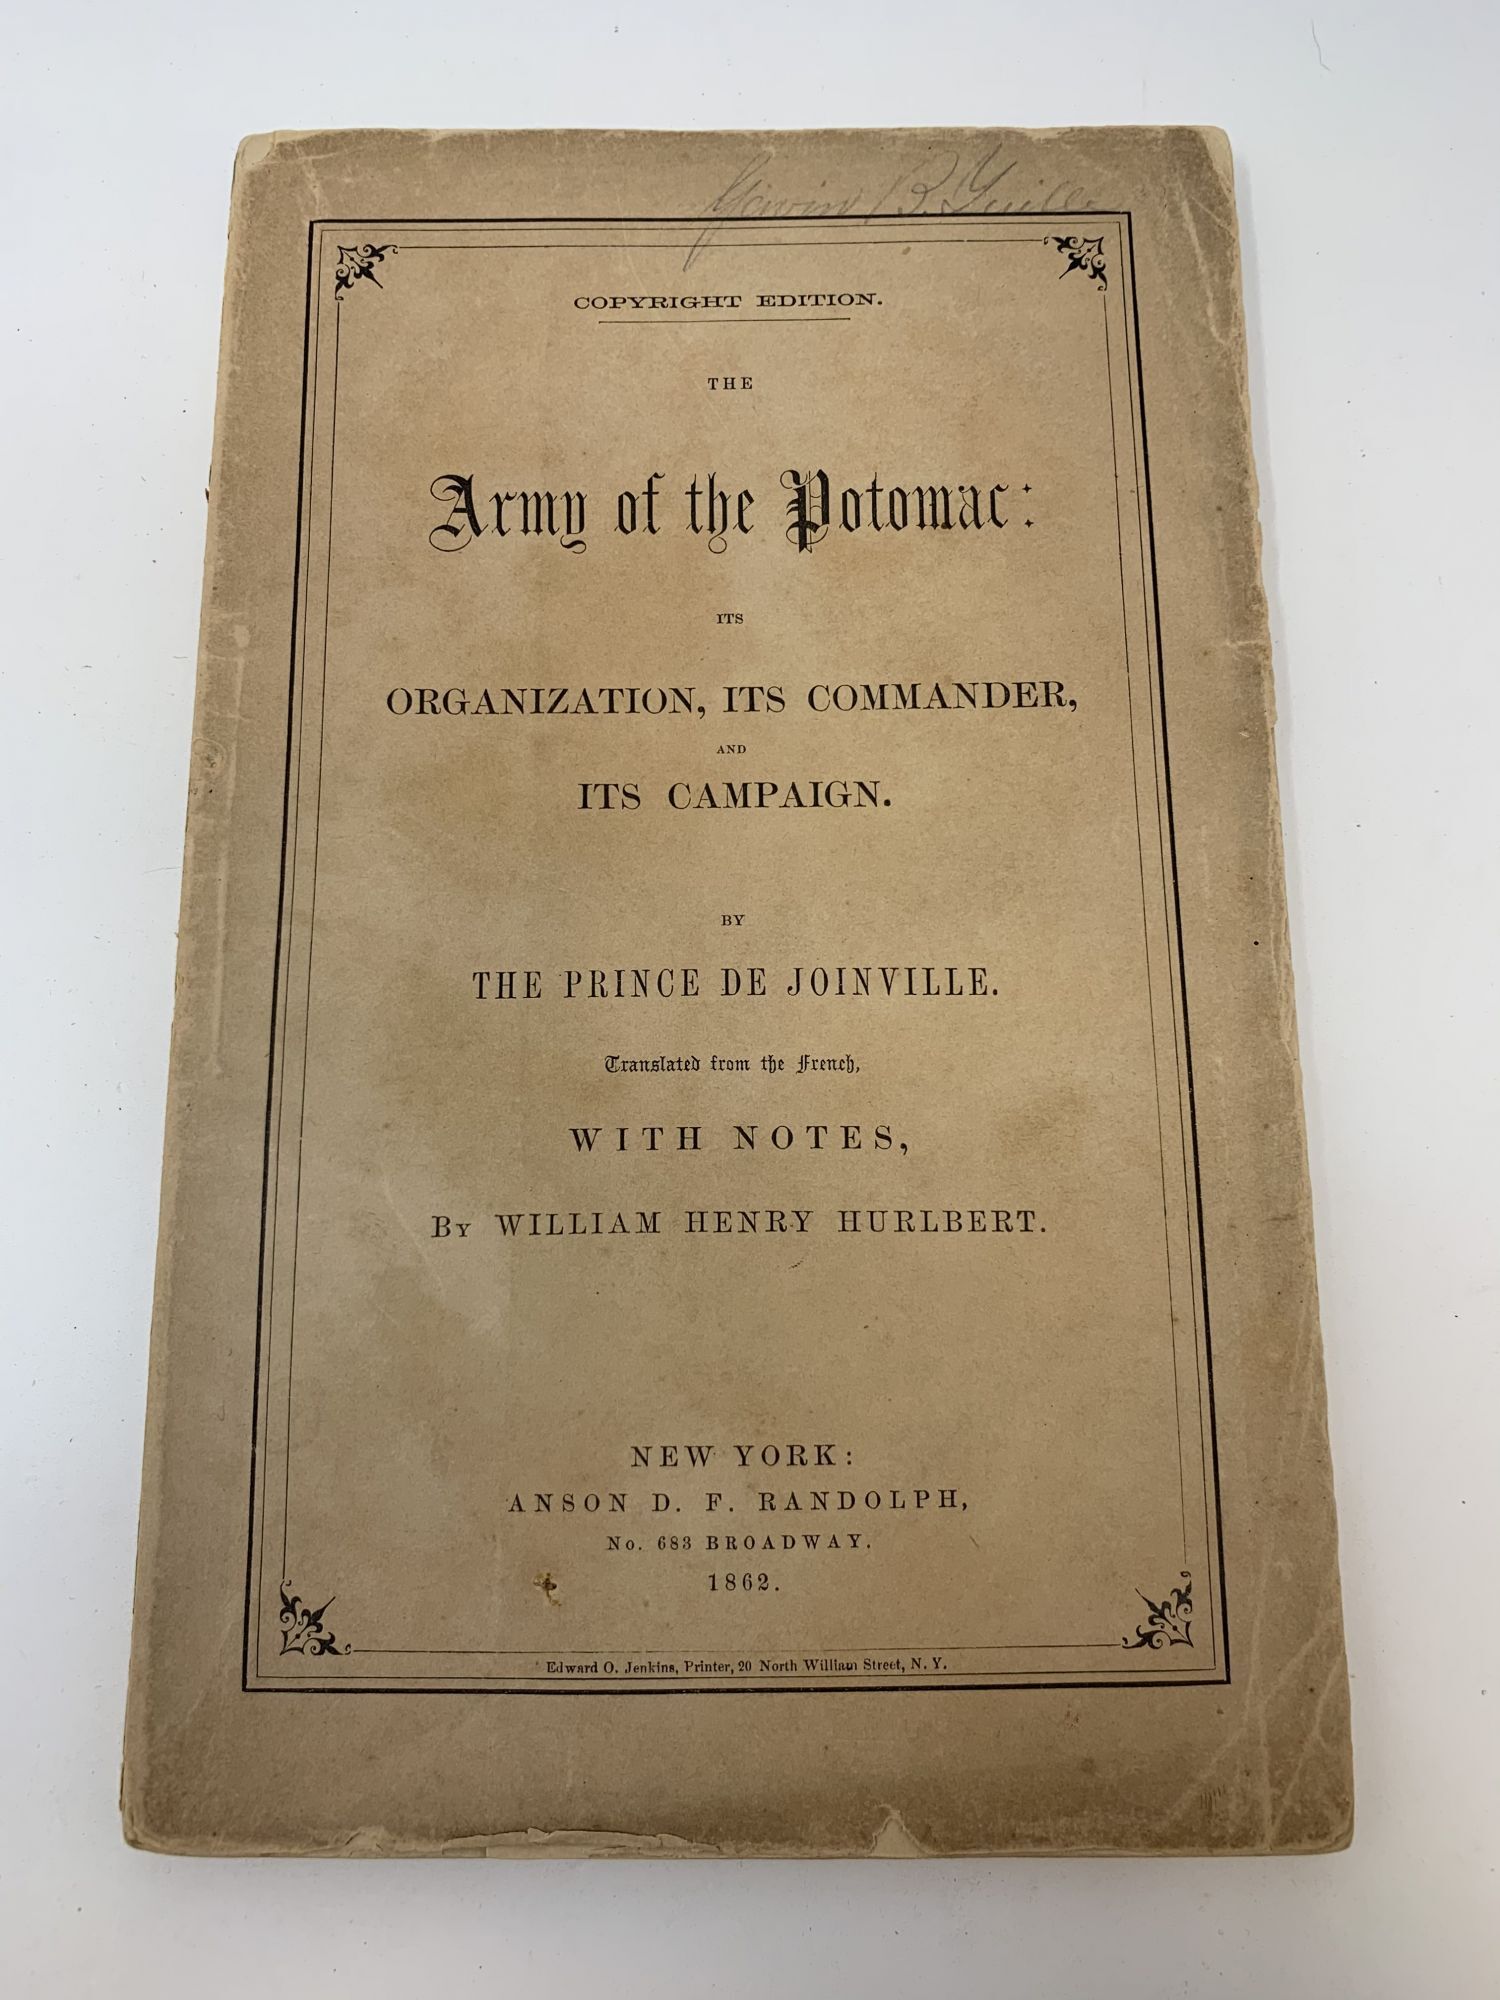 COPYRIGHT EDITION.
THE
Army of the Potomac:
ITS
ORGANIZATION, ITS COMMANDER,
AND
ITS CAMPAIGN.
BY
THE PRINCE DE JOINVILLE.
Translated from the French,
WITH NOTES,
By WILLIAM HENRY HURLBERT.
NEW YORK:
ANSON D. F. RANDOLPH,
No. 683 BROADWAY.
1862.
Edward O. Jenkins, Printer, 20 North William Street, N. Y.